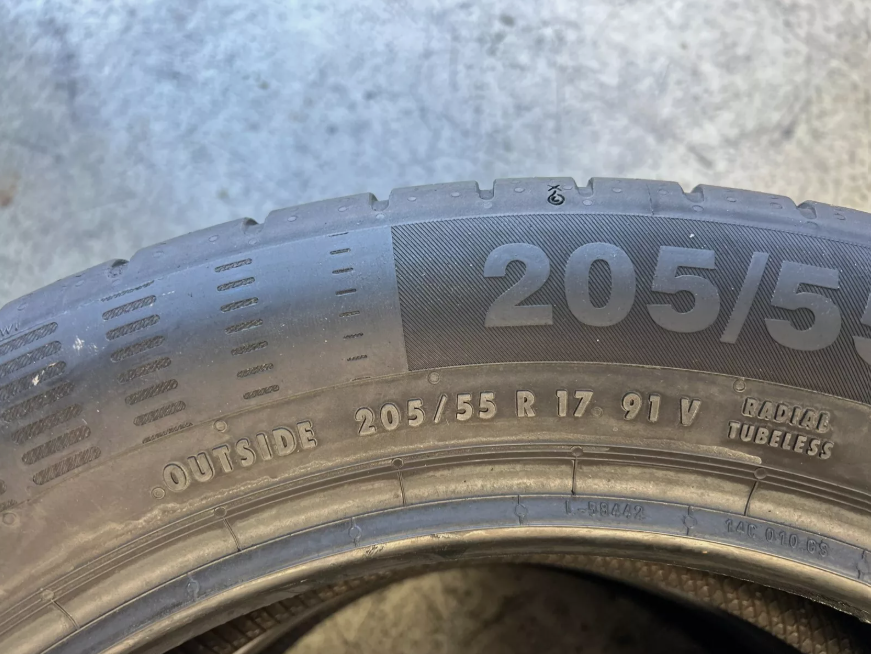 205/55
OUTSIDE 205/55 R 17 91 V RADIAL
TUBELESS